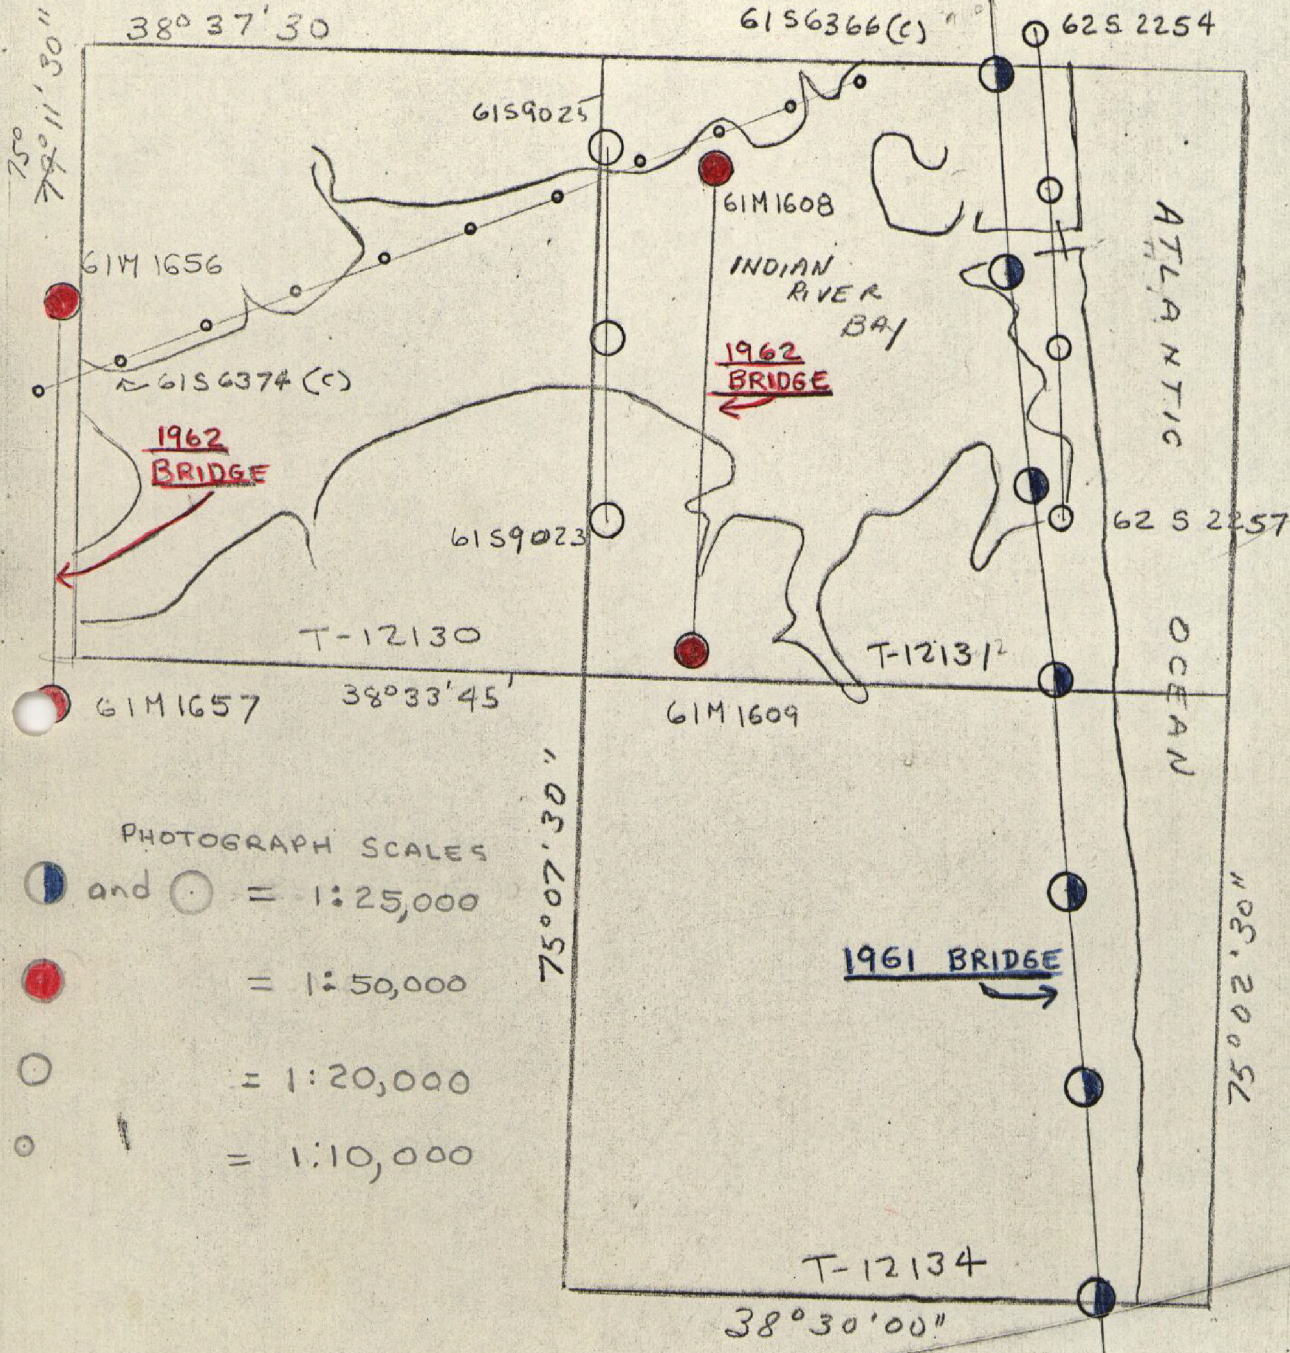 38° 37' 30
61S6366(C)
62 S 2254
75°
79° 11' 30"
61S9025
61M1608
61M 1656
INDIAN
RIVER
BAY
ATLANTIC
OCEAN
1962
BRIDGE
61S6374 (C)
1962
BRIDGE
61S9023
62 S 2257
T-12130
T-12131
38°33'45'
61M1657
61M1609
75°07'30"
PHOTOGRAPH SCALES
and = 1:25,000
= 1:50,000
= 1:20,000
= 1:10,000
1961 BRIDGE
75°02'30"
T-12134
38°30'00"